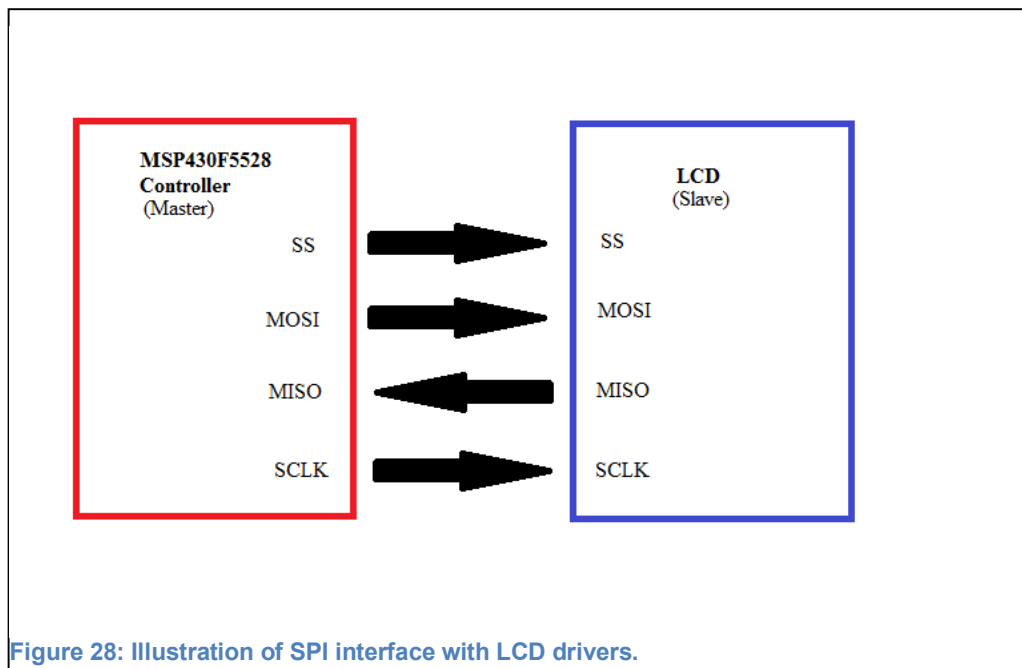 MSP430F5528
Controller
(Master)
SS
MOSI
MISO
SCLK
LCD
(Slave)
SS
MOSI
MISO
SCLK
Figure 28: Illustration of SPI interface with LCD drivers.